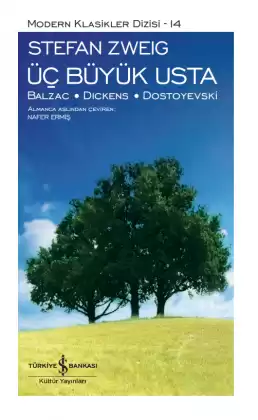 MODERN KLASİKLER DİZİSİ - 14
STEFAN ZWEIG
ÜÇ BÜYÜK USTA
BALZAC • DICKENS • DOSTOYEVSKİ
ALMANCA ASLINDAN ÇEVİREN:
NAFER ERMİŞ
TÜRKİYE İŞ BANKASI
Kültür Yayınları